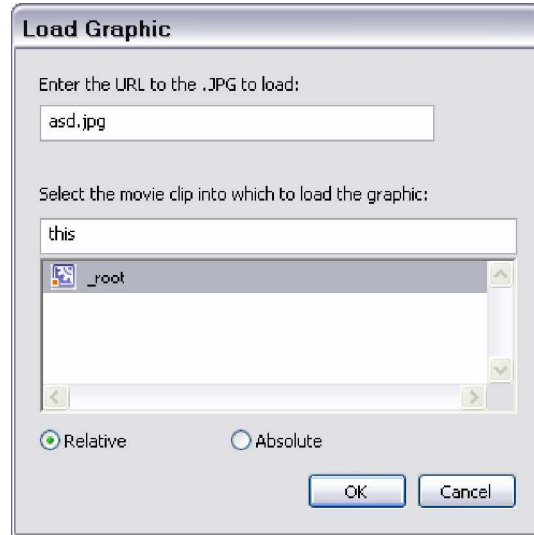 Load Graphic
Enter the URL to the .JPG to load:
asd.jpg
Select the movie clip into which to load the graphic:
this
_root
Relative Absolute
OK Cancel